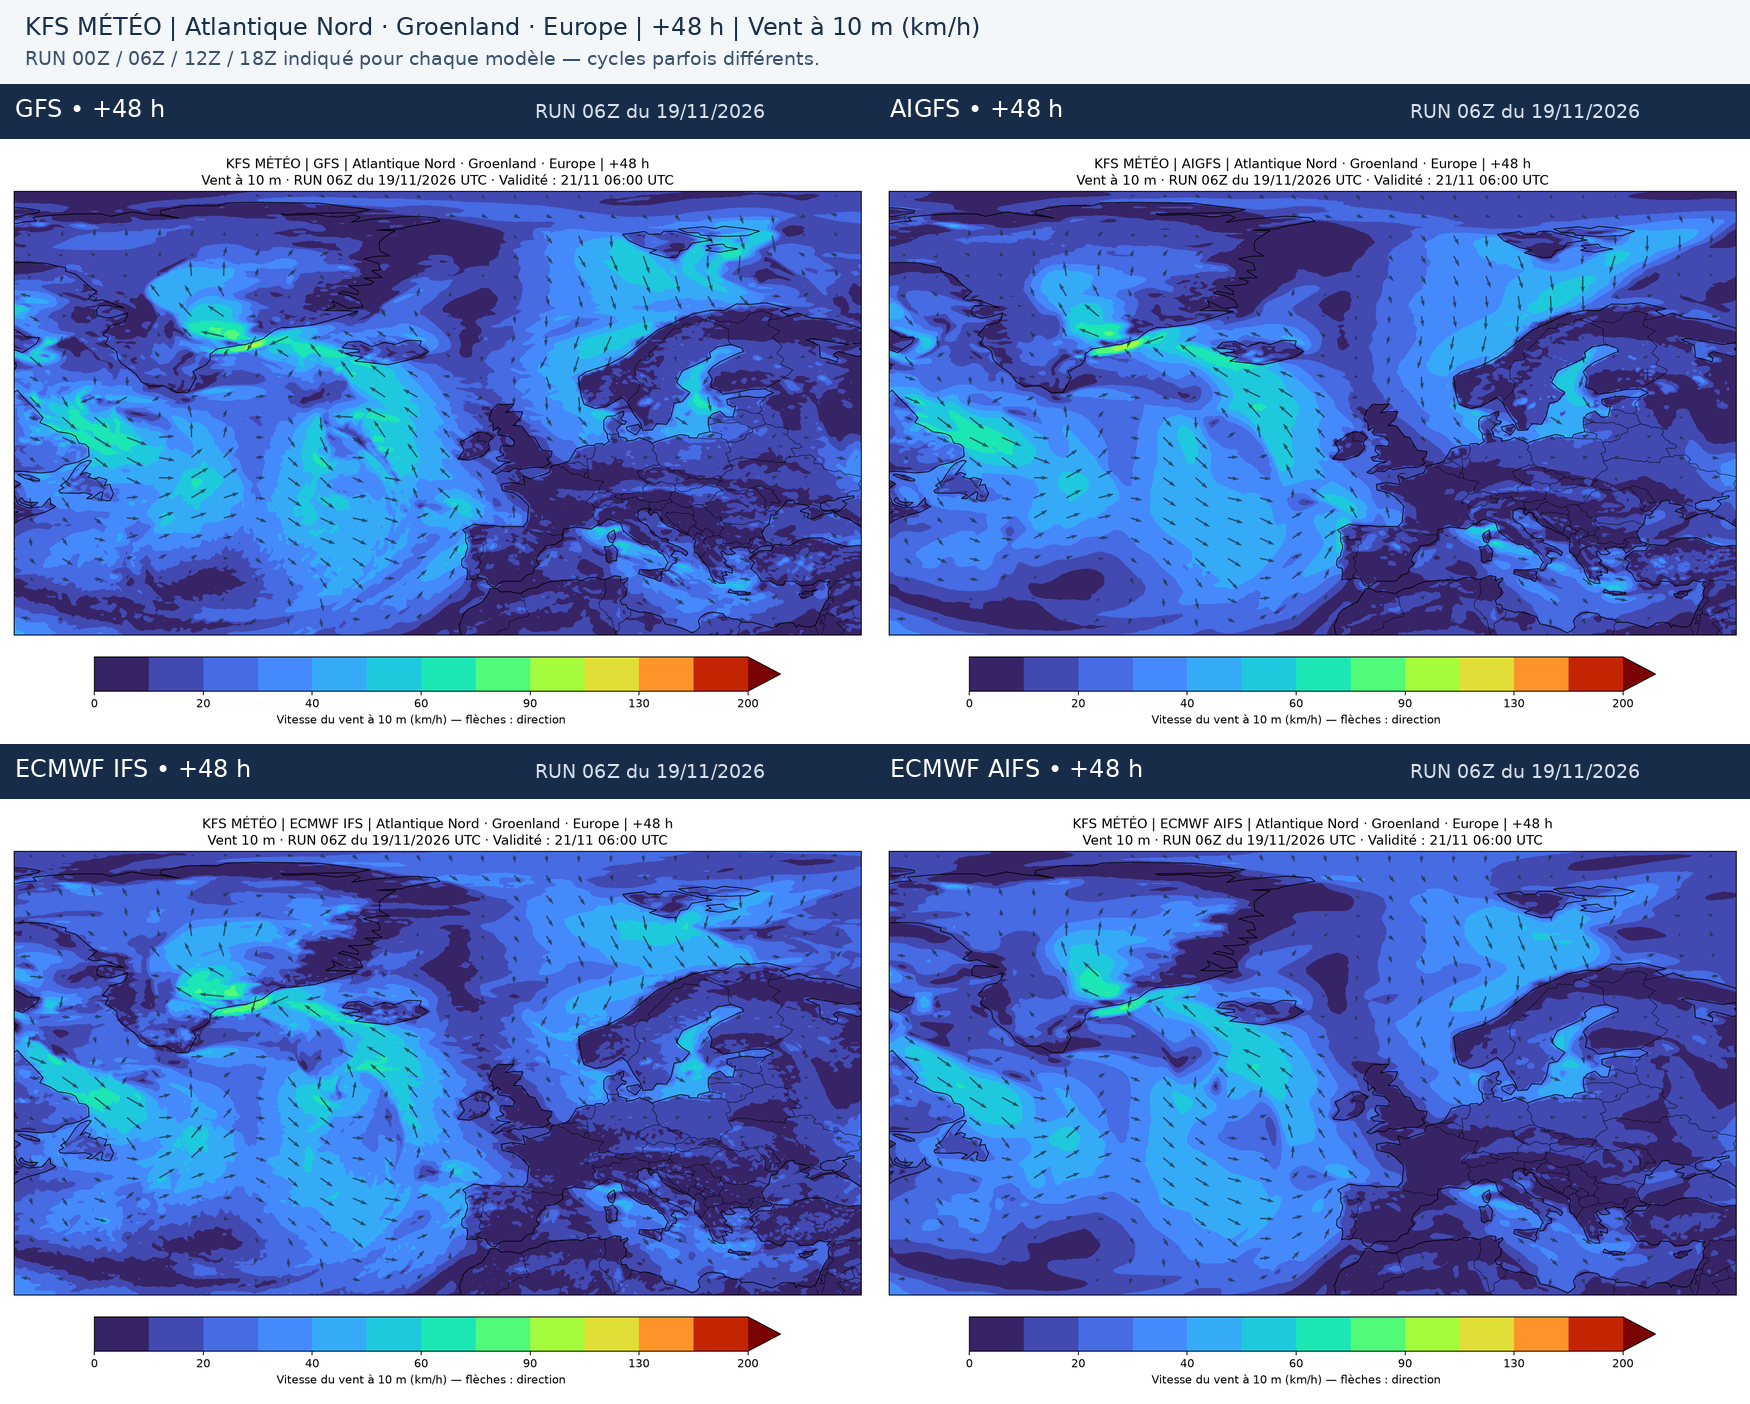 KFS MÉTÉO | Atlantique Nord · Groenland · Europe | +48 h | Vent à 10 m (km/h)
RUN 00Z / 06Z / 12Z / 18Z indiqué pour chaque modèle — cycles parfois différents.
GFS • +48 h
RUN 06Z du 19/11/2026
KFS MÉTÉO | GFS | Atlantique Nord · Groenland · Europe | +48 h
Vent à 10 m · RUN 06Z du 19/11/2026 UTC · Validité : 21/11 06:00 UTC
0 20 40 60 90 130 200
Vitesse du vent à 10 m (km/h) — flèches : direction
AIGFS • +48 h
RUN 06Z du 19/11/2026
KFS MÉTÉO | AIGFS | Atlantique Nord · Groenland · Europe | +48 h
Vent à 10 m · RUN 06Z du 19/11/2026 UTC · Validité : 21/11 06:00 UTC
0 20 40 60 90 130 200
Vitesse du vent à 10 m (km/h) — flèches : direction
ECMWF IFS • +48 h
RUN 06Z du 19/11/2026
KFS MÉTÉO | ECMWF IFS | Atlantique Nord · Groenland · Europe | +48 h
Vent 10 m · RUN 06Z du 19/11/2026 UTC · Validité : 21/11 06:00 UTC
0 20 40 60 90 130 200
Vitesse du vent à 10 m (km/h) — flèches : direction
ECMWF AIFS • +48 h
RUN 06Z du 19/11/2026
KFS MÉTÉO | ECMWF AIFS | Atlantique Nord · Groenland · Europe | +48 h
Vent 10 m · RUN 06Z du 19/11/2026 UTC · Validité : 21/11 06:00 UTC
0 20 40 60 90 130 200
Vitesse du vent à 10 m (km/h) — flèches : direction